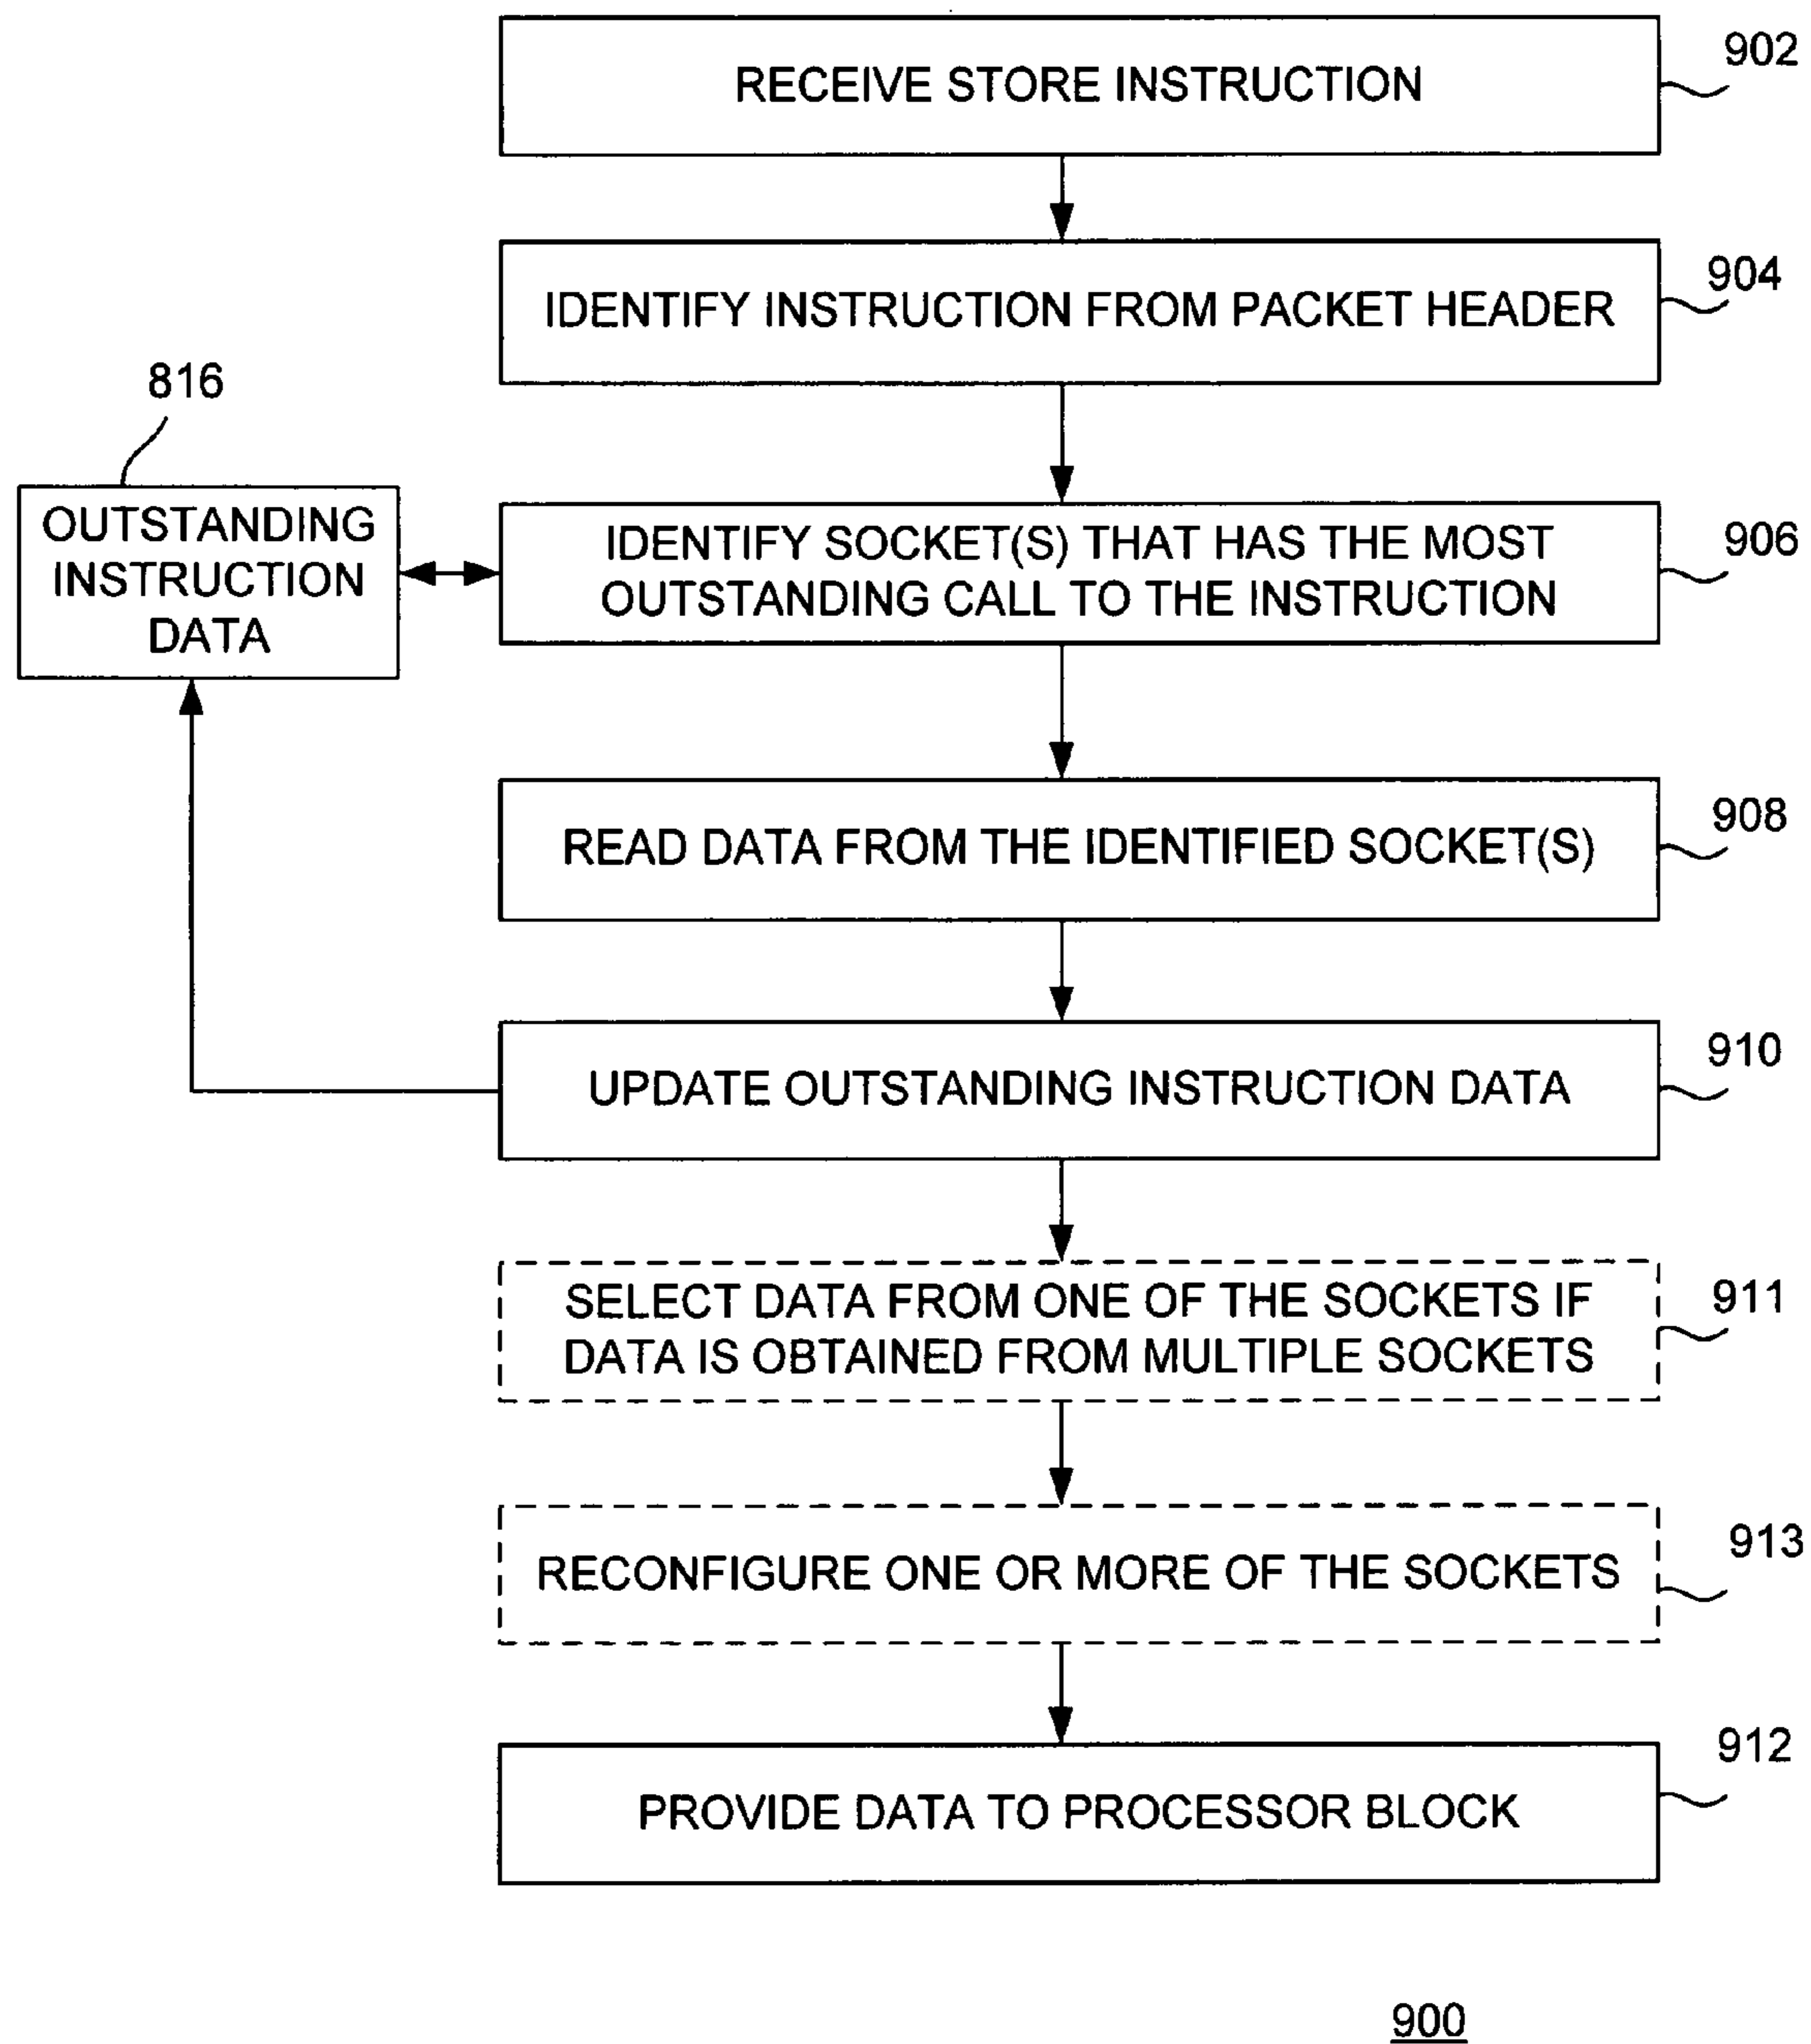 RECEIVE STORE INSTRUCTION
902
IDENTIFY INSTRUCTION FROM PACKET HEADER
904
816
OUTSTANDING
INSTRUCTION
DATA
IDENTIFY SOCKET(S) THAT HAS THE MOST
OUTSTANDING CALL TO THE INSTRUCTION
906
READ DATA FROM THE IDENTIFIED SOCKET(S)
908
UPDATE OUTSTANDING INSTRUCTION DATA
910
SELECT DATA FROM ONE OF THE SOCKETS IF
DATA IS OBTAINED FROM MULTIPLE SOCKETS
911
RECONFIGURE ONE OR MORE OF THE SOCKETS
913
PROVIDE DATA TO PROCESSOR BLOCK
912
900